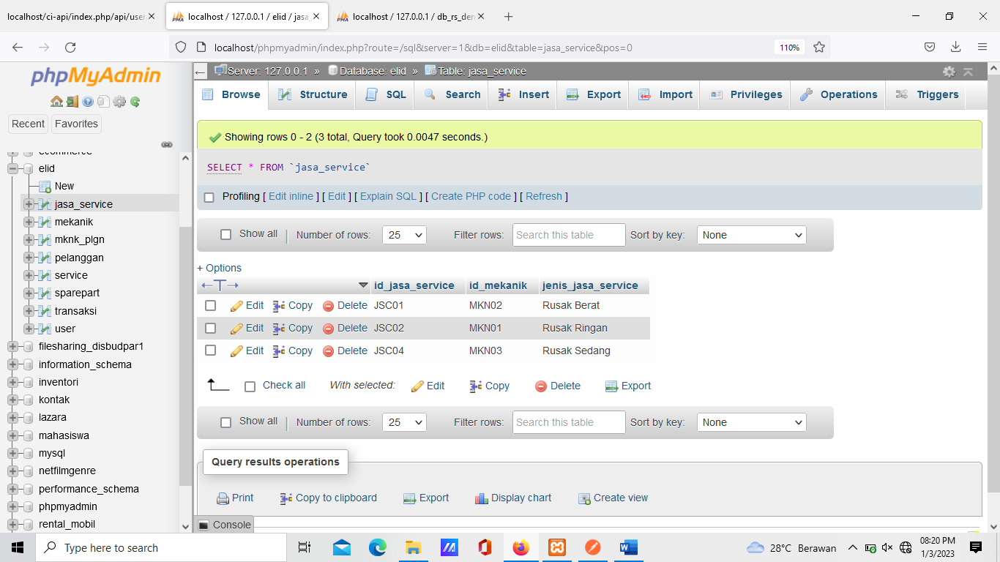 localhost/ci-api/index.php/api/user
localhost / 127.0.0.1 / elid / jasa_
localhost / 127.0.0.1 / db_rs_den
localhost/phpmyadmin/index.php?route=/sql&server=1&db=elid&table=jasa_service&pos=0
110%
phpMyAdmin
Recent
Favorites
ecommerce
elid
New
jasa_service
mekanik
mknk_plgn
pelanggan
service
sparepart
transaksi
user
filesharing_disbudpar1
information_schema
inventori
kontak
lazara
mahasiswa
mysql
netfilmgenre
performance_schema
phpmyadmin
rental_mobil
Server: 127.0.0.1 » Database: elid » Table: jasa_service
Browse Structure SQL Search Insert Export Import Privileges Operations Triggers
Showing rows 0 - 2 (3 total, Query took 0.0047 seconds.)
SELECT * FROM `jasa_service`
Profiling [ Edit inline ] [ Edit ] [ Explain SQL ] [ Create PHP code ] [ Refresh ]
Show all | Number of rows: 25 Filter rows: Search this table Sort by key: None
+ Options
←T→ id_jasa_service id_mekanik jenis_jasa_service
Edit Copy Delete JSC01 MKN02 Rusak Berat
Edit Copy Delete JSC02 MKN01 Rusak Ringan
Edit Copy Delete JSC04 MKN03 Rusak Sedang
Check all With selected: Edit Copy Delete Export
Show all | Number of rows: 25 Filter rows: Search this table Sort by key: None
Query results operations
Print Copy to clipboard Export Display chart Create view
Console
Type here to search
28°C Berawan
08:20 PM
1/3/2023